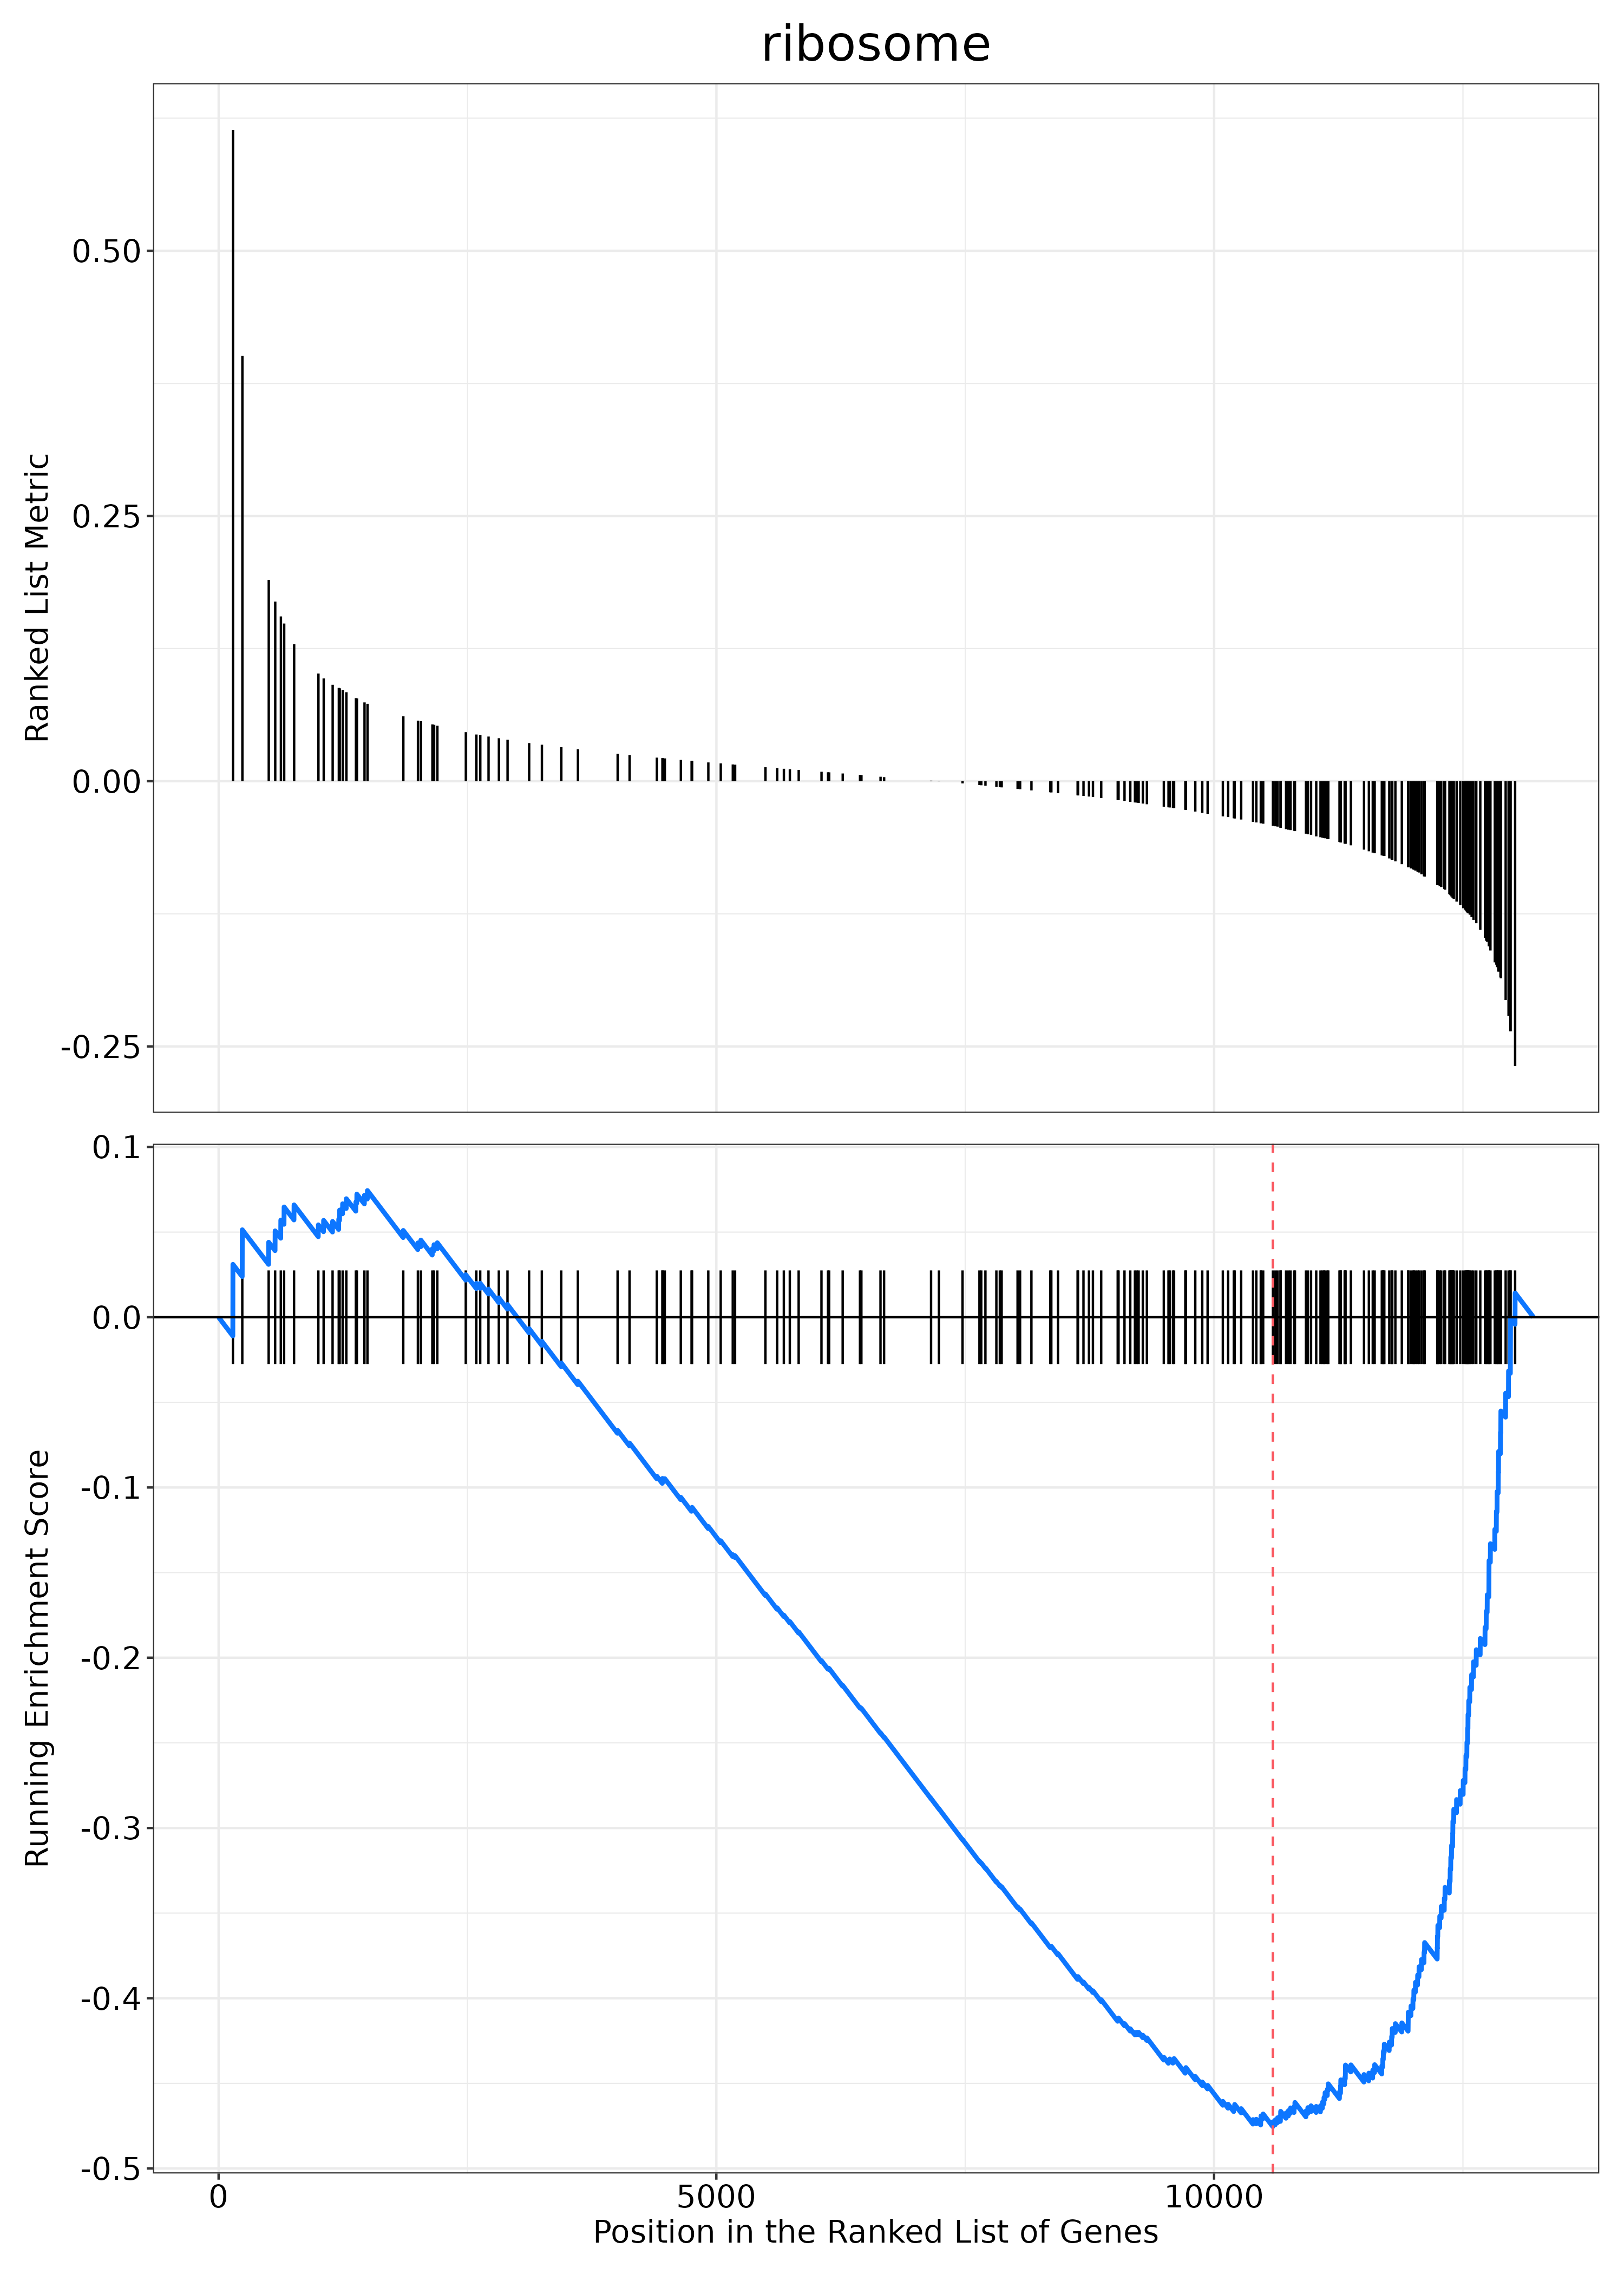 ribosome
Ranked List Metric
0.50
0.25
0.00
-0.25
Running Enrichment Score
0.1
0.0
-0.1
-0.2
-0.3
-0.4
-0.5
0 5000 10000
Position in the Ranked List of Genes